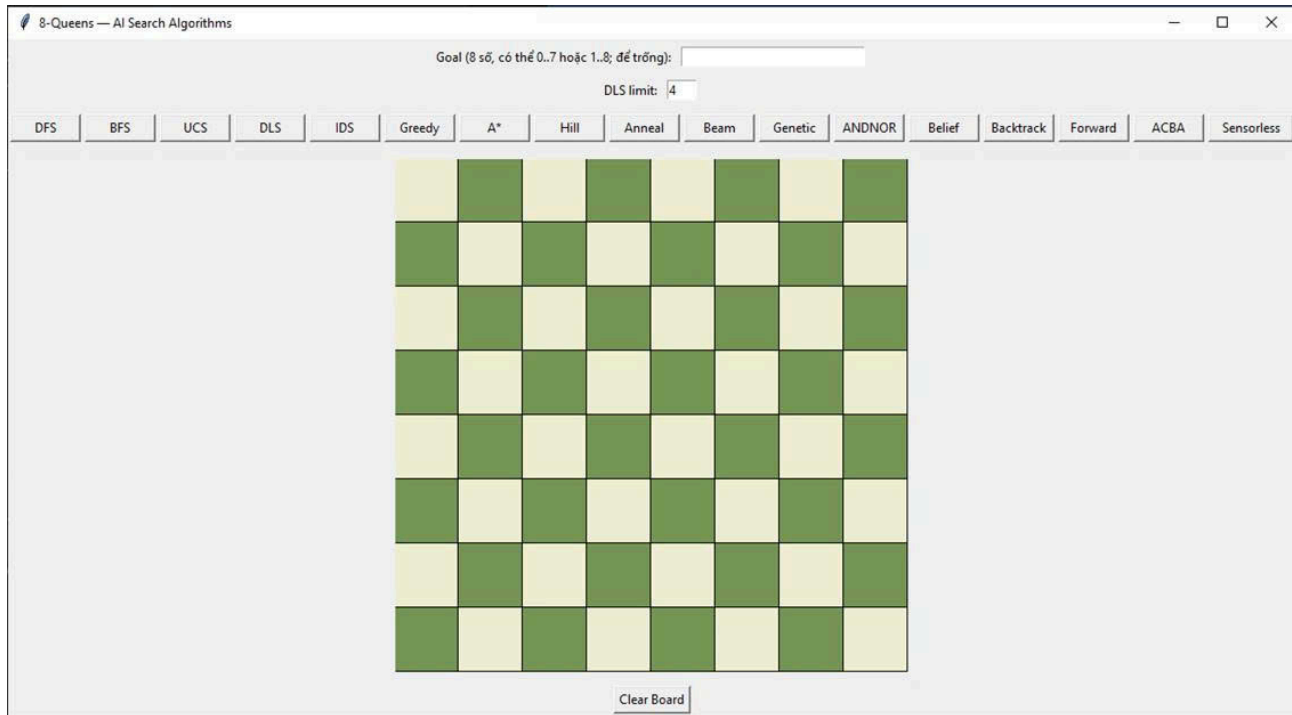 8-Queens — AI Search Algorithms
Goal (8 số, có thể 0..7 hoặc 1..8; để trống):
DLS limit: 4
DFS BFS UCS DLS IDS Greedy A* Hill Anneal Beam Genetic ANDNOR Belief Backtrack Forward ACBA Sensorless
Clear Board